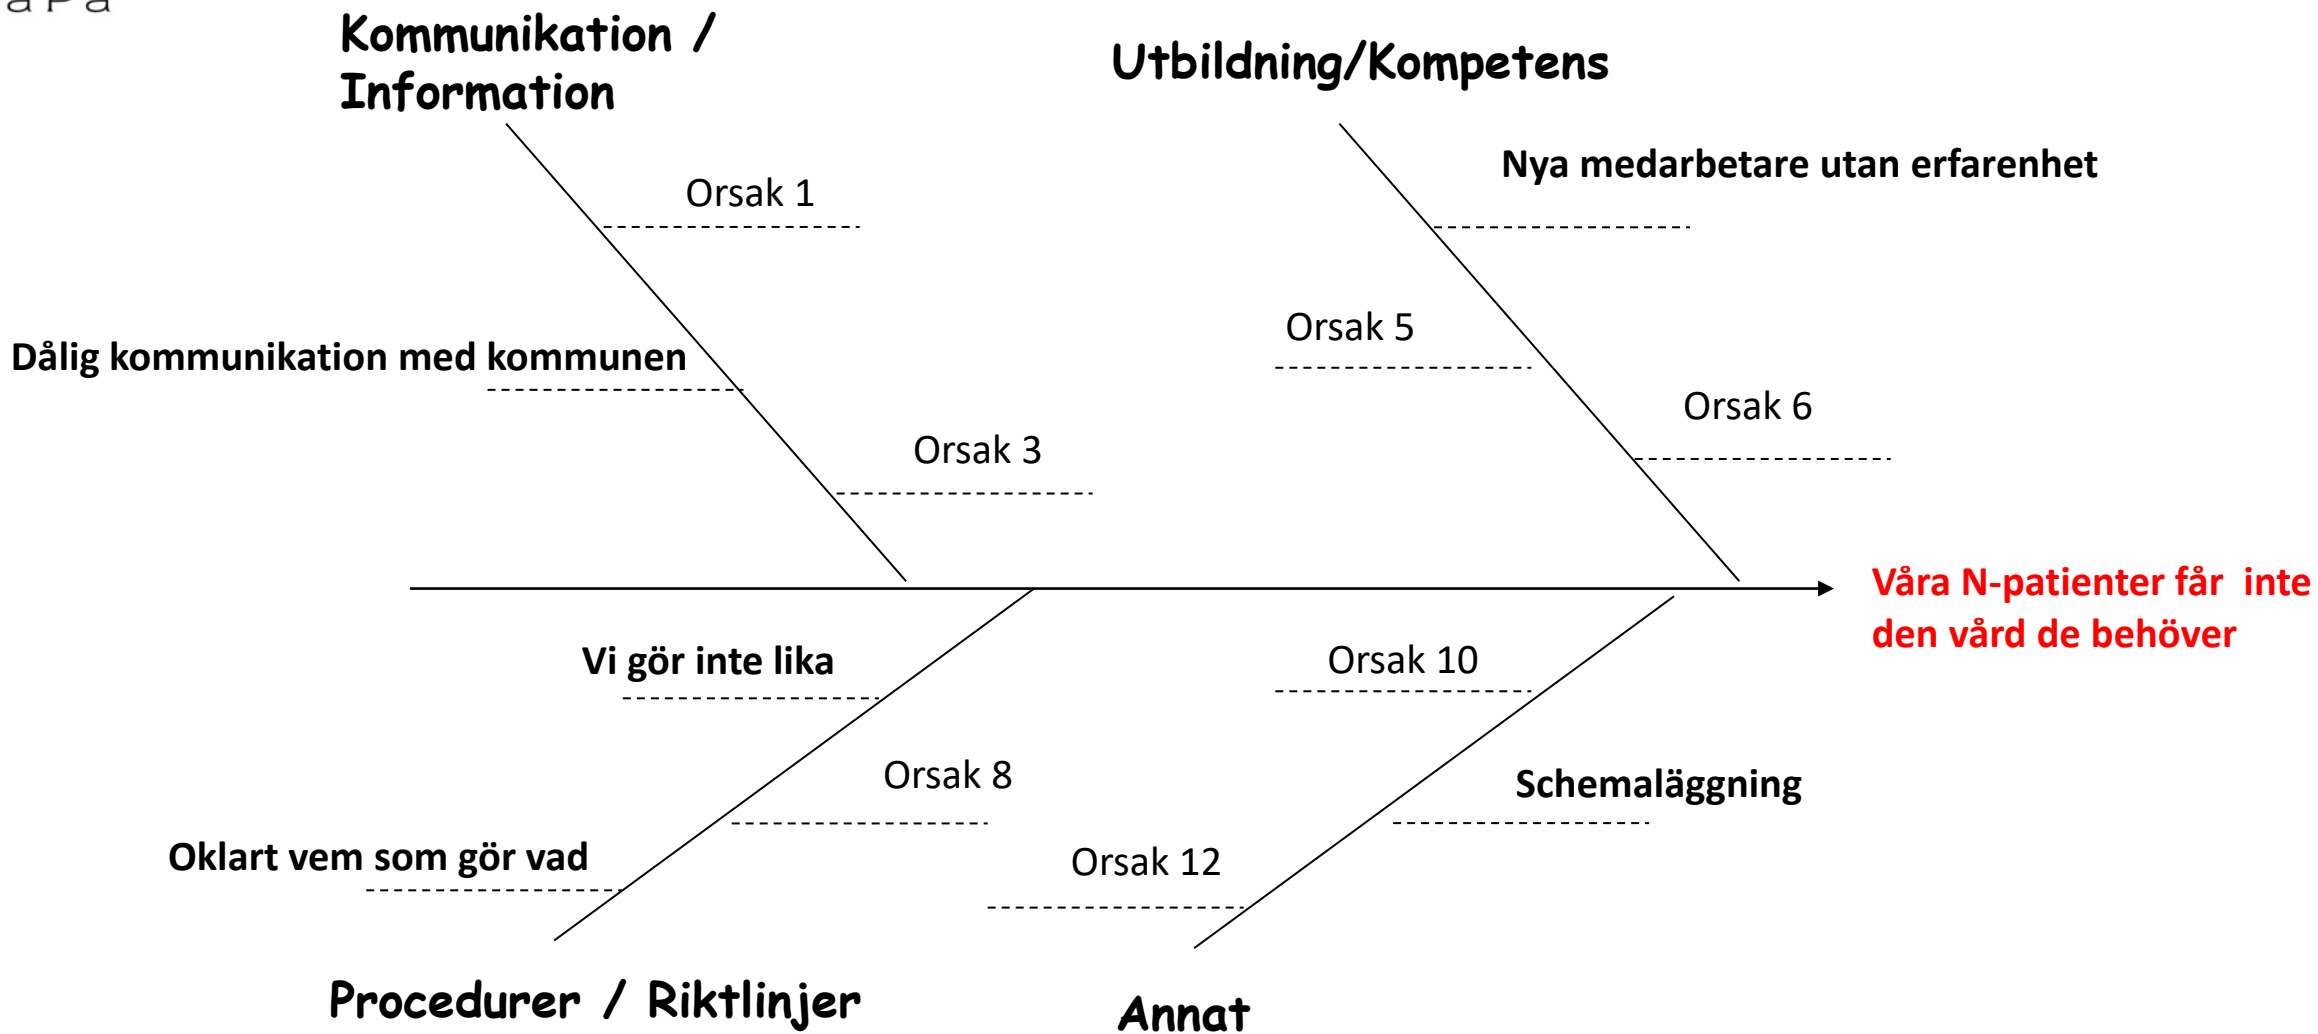 Kommunikation /
Information
Utbildning/Kompetens
Nya medarbetare utan erfarenhet
Orsak 1
Orsak 5
Dålig kommunikation med kommunen
Orsak 6
Orsak 3
Våra N-patienter får  inte
den vård de behöver
Vi gör inte lika
Orsak 10
Orsak 8
Schemaläggning
Oklart vem som gör vad
Orsak 12
Procedurer / Riktlinjer
Annat